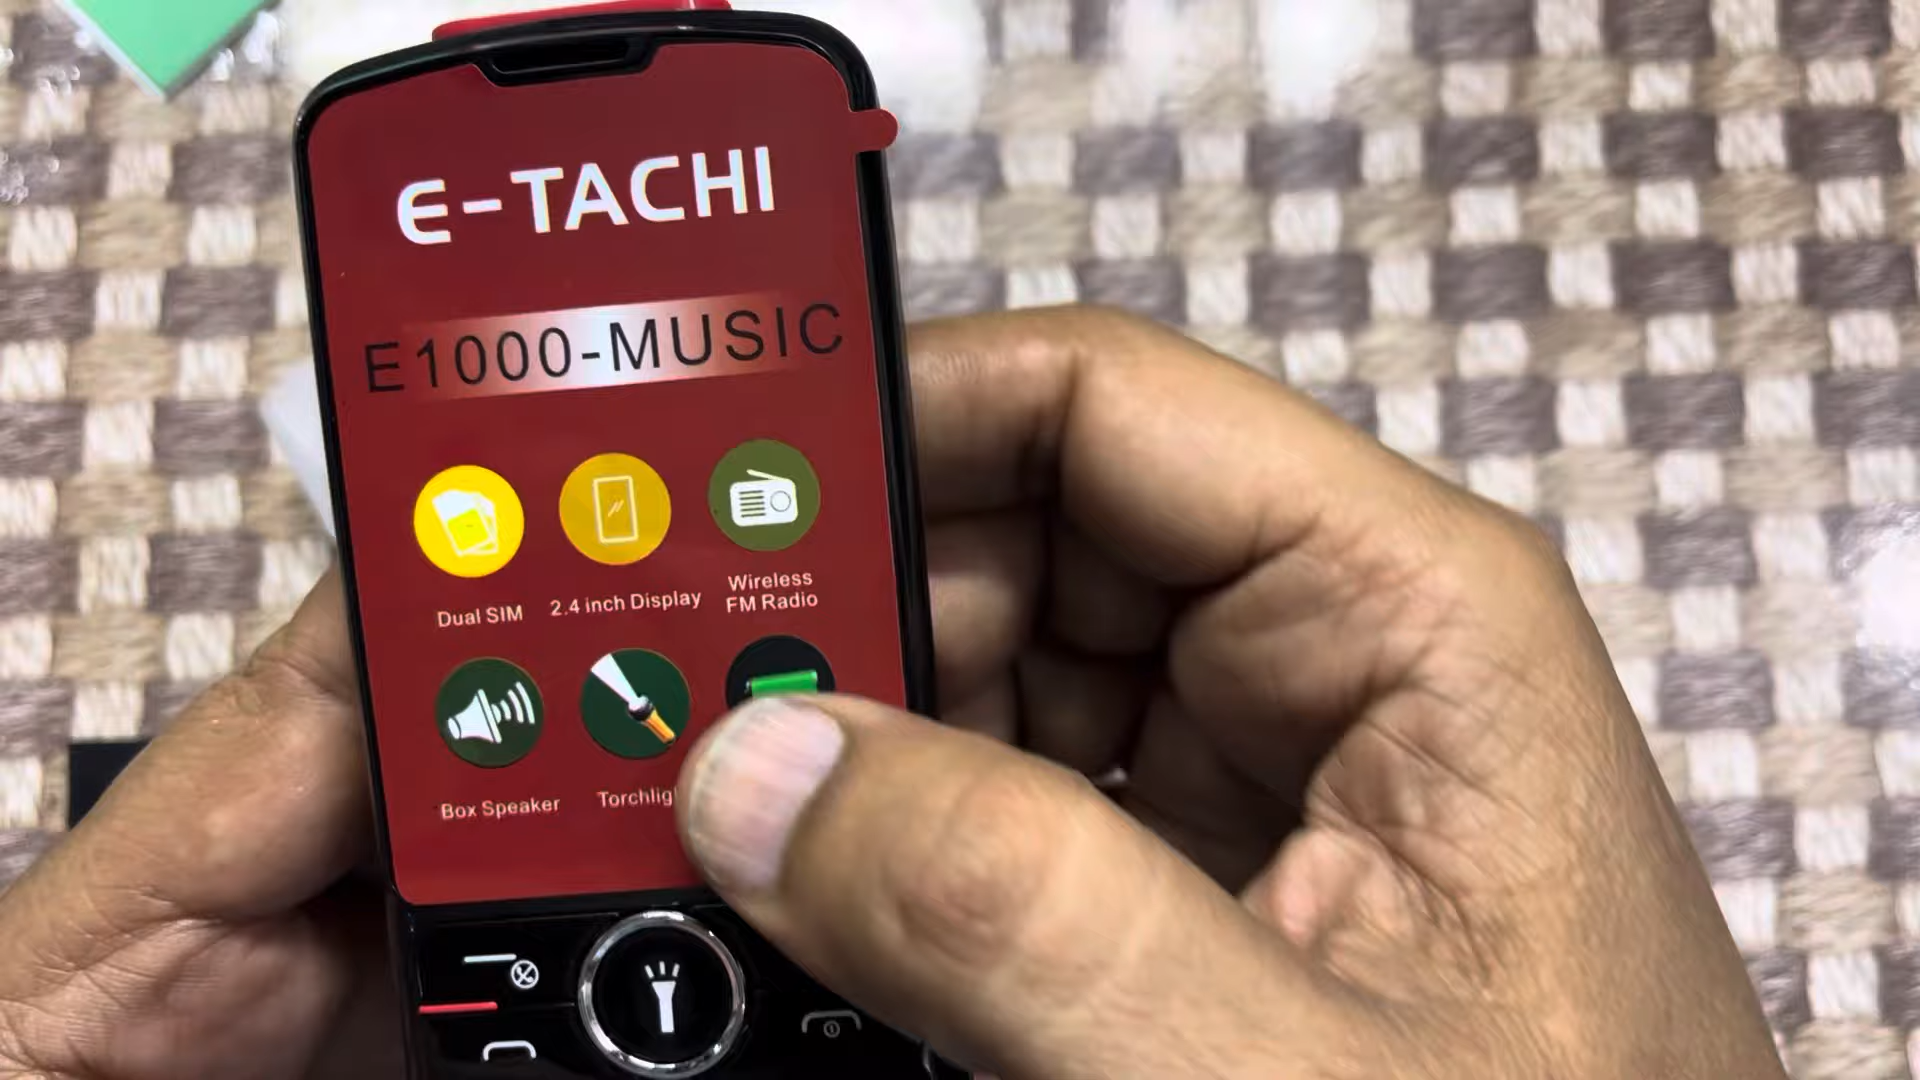 E-TACHI
E1000-MUSIC
Dual SIM
2.4 inch Display
Wireless
FM Radio
Box Speaker